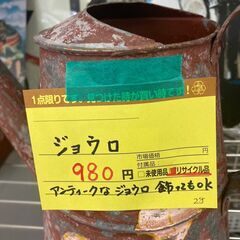 1点限りです。見つけた時が買い時です!
ジョウロ
市場価格 円
付属品:
980円
□未使用品 ■リサイクル品
アンティークなジョウロ 飾ってもOK